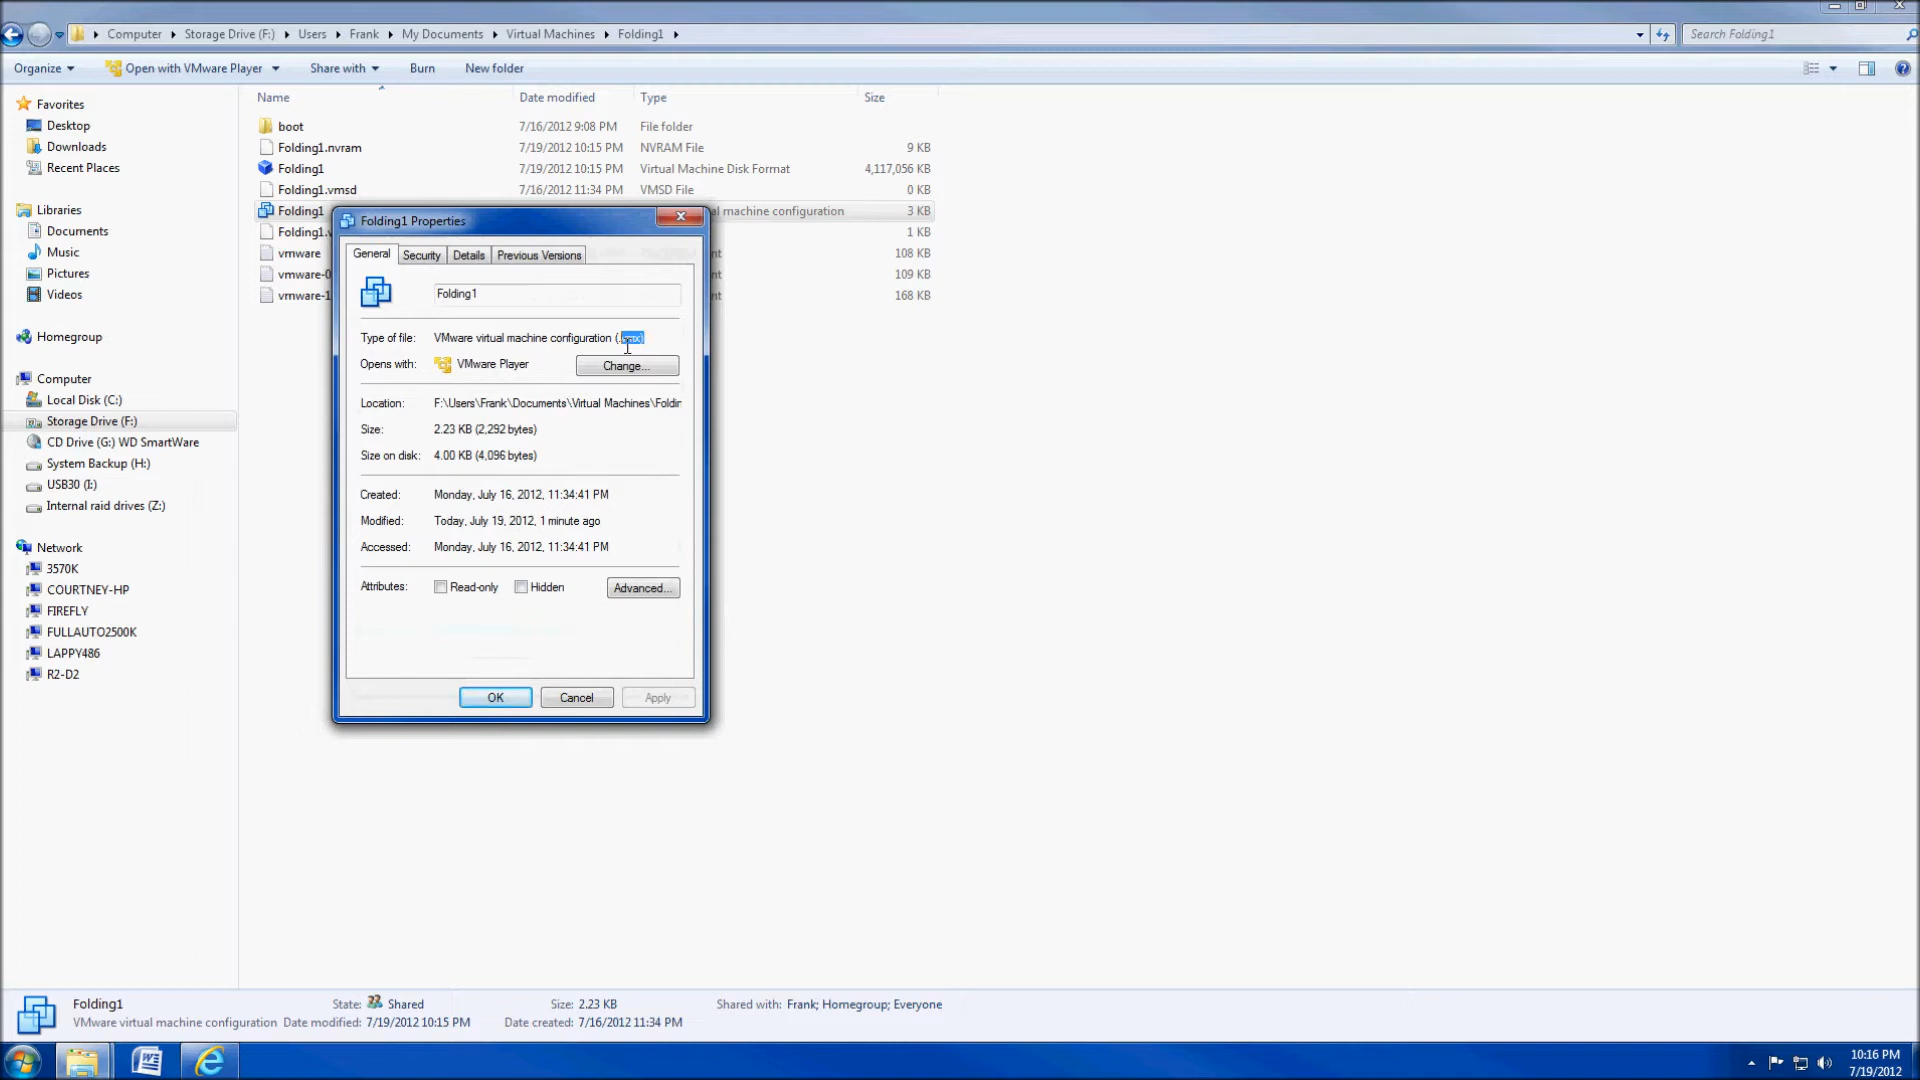 Computer Storage Drive (F:) Users Frank My Documents Virtual Machines Folding1
Search Folding1
Organize Open with VMware Player Share with Burn New folder
Name Date modified Type Size
boot 7/16/2012 9:08 PM File folder
Folding1.nvram 7/19/2012 10:15 PM NVRAM File 9 KB
Folding1 7/19/2012 10:15 PM Virtual Machine Disk Format 4,117,056 KB
Folding1.vmsd 7/16/2012 11:34 PM VMSD File 0 KB
Folding1 machine configuration 3 KB
Folding1.v 1 KB
vmware nt 108 KB
vmware-0 nt 109 KB
vmware-1 nt 168 KB
Favorites
Desktop
Downloads
Recent Places
Libraries
Documents
Music
Pictures
Videos
Homegroup
Computer
Local Disk (C:)
Storage Drive (F:)
CD Drive (G:) WD SmartWare
System Backup (H:)
USB30 (I:)
Internal raid drives (Z:)
Network
3570K
COURTNEY-HP
FIREFLY
FULLAUTO2500K
LAPPY486
R2-D2
Folding1 Properties
General Security Details Previous Versions
Folding1
Type of file: VMware virtual machine configuration
Opens with: VMware Player Change...
Location: F:\Users\Frank\Documents\Virtual Machines\Foldin
Size: 2.23 KB (2,292 bytes)
Size on disk: 4.00 KB (4,096 bytes)
Created: Monday, July 16, 2012, 11:34:41 PM
Modified: Today, July 19, 2012, 1 minute ago
Accessed: Monday, July 16, 2012, 11:34:41 PM
Attributes: Read-only Hidden Advanced...
OK Cancel Apply
Folding1 State: Shared Size: 2.23 KB Shared with: Frank; Homegroup; Everyone
VMware virtual machine configuration Date modified: 7/19/2012 10:15 PM Date created: 7/16/2012 11:34 PM
10:16 PM
7/19/2012